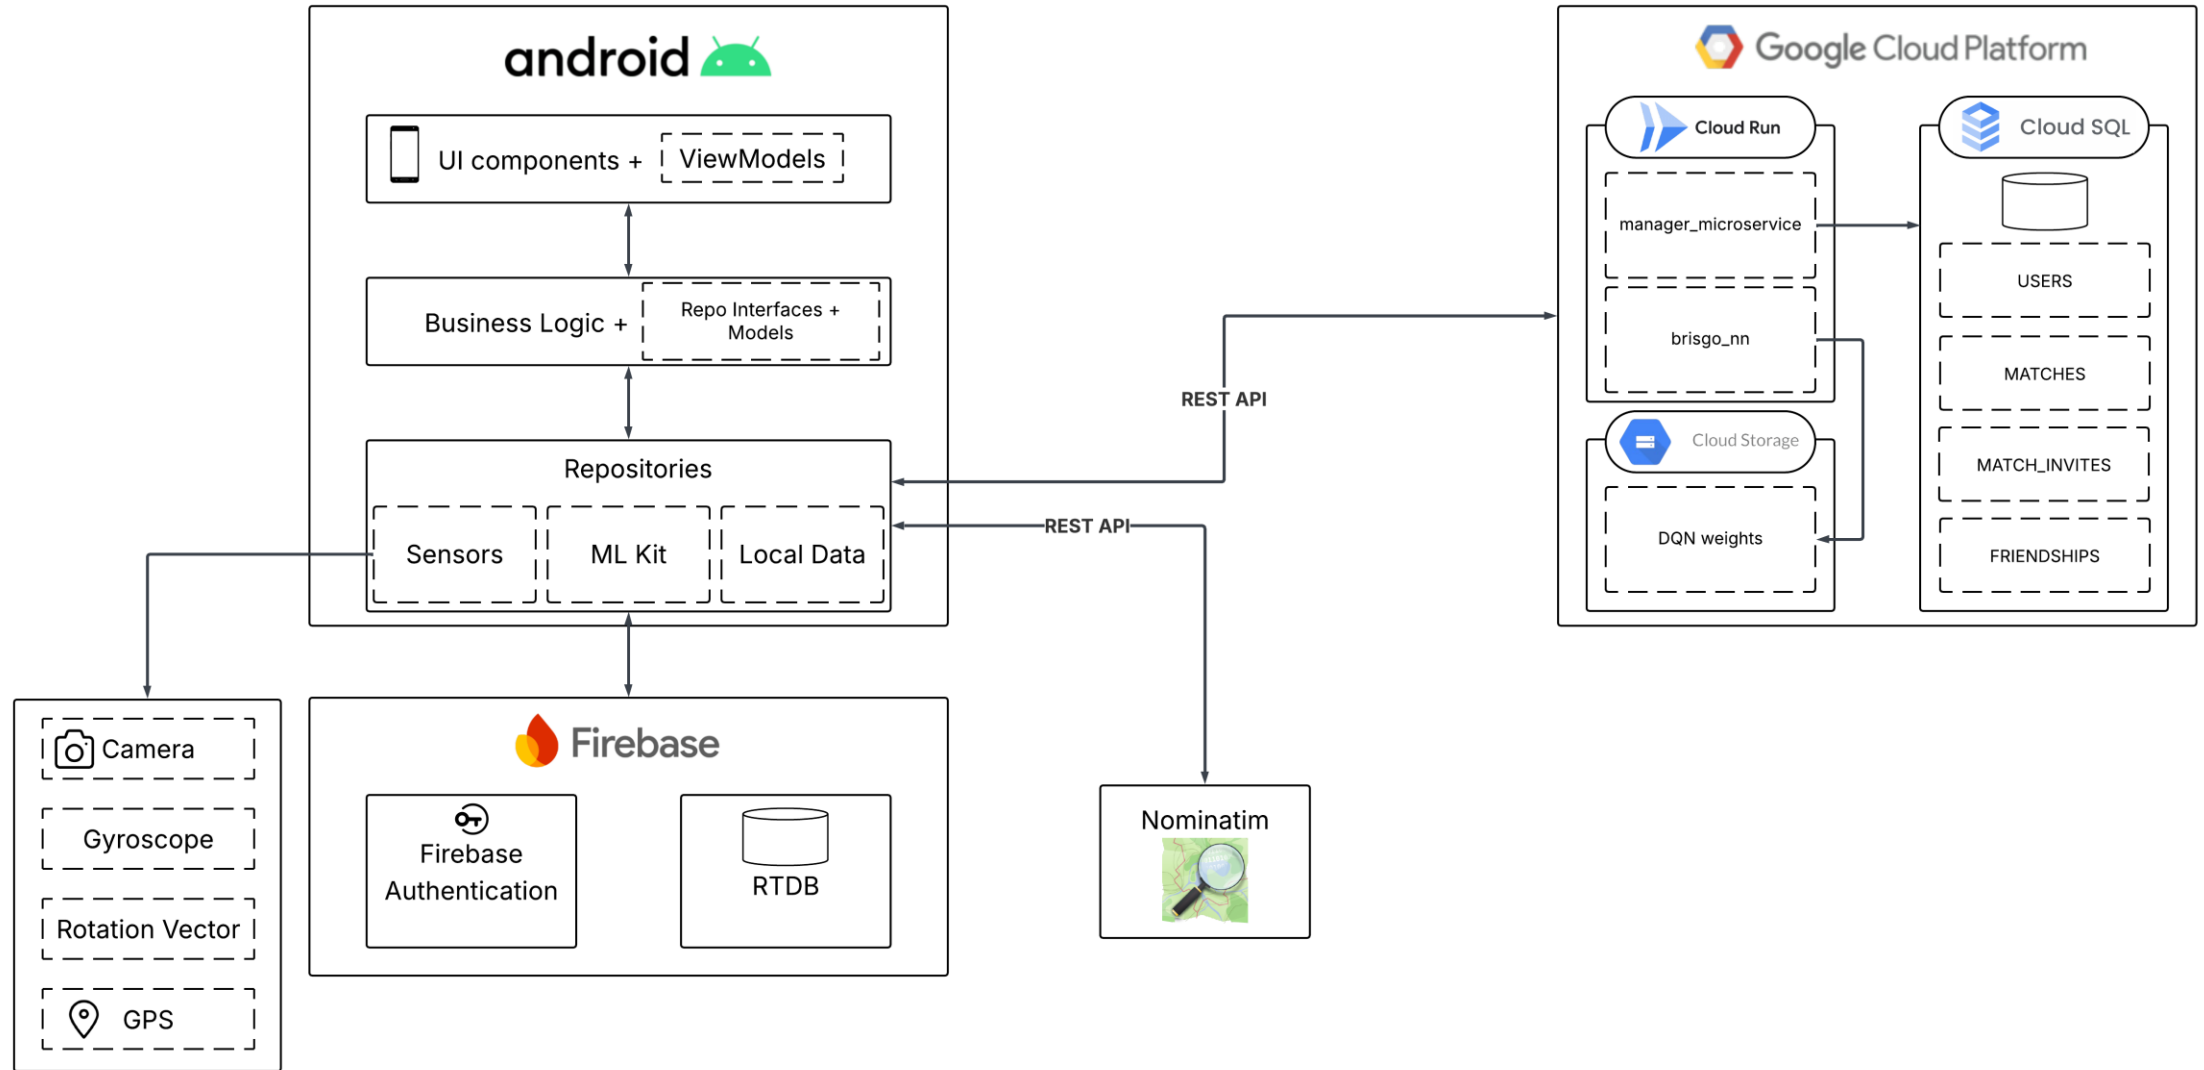 android
UI components +
ViewModels
Business Logic +
Repo Interfaces +
Models
Repositories
Sensors
ML Kit
Local Data
REST API
REST API
Google Cloud Platform
Cloud Run
manager_microservice
brisgo_nn
Cloud Storage
DQN weights
Cloud SQL
USERS
MATCHES
MATCH_INVITES
FRIENDSHIPS
Camera
Gyroscope
Rotation Vector
GPS
Firebase
Firebase
Authentication
RTDB
Nominatim